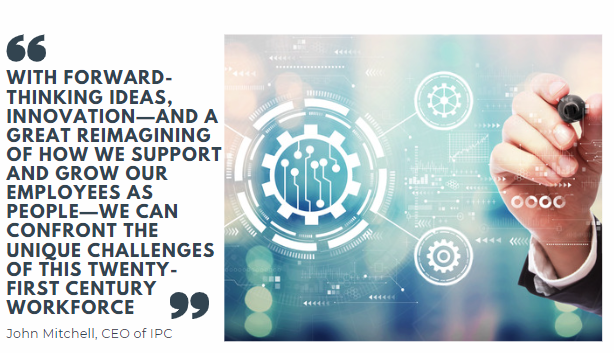 WITH FORWARD-
THINKING IDEAS,
INNOVATION—AND A
GREAT REIMAGINING
OF HOW WE SUPPORT
AND GROW OUR
EMPLOYEES AS
PEOPLE—WE CAN
CONFRONT THE
UNIQUE CHALLENGES
OF THIS TWENTY-
FIRST CENTURY
WORKFORCE
John Mitchell, CEO of IPC